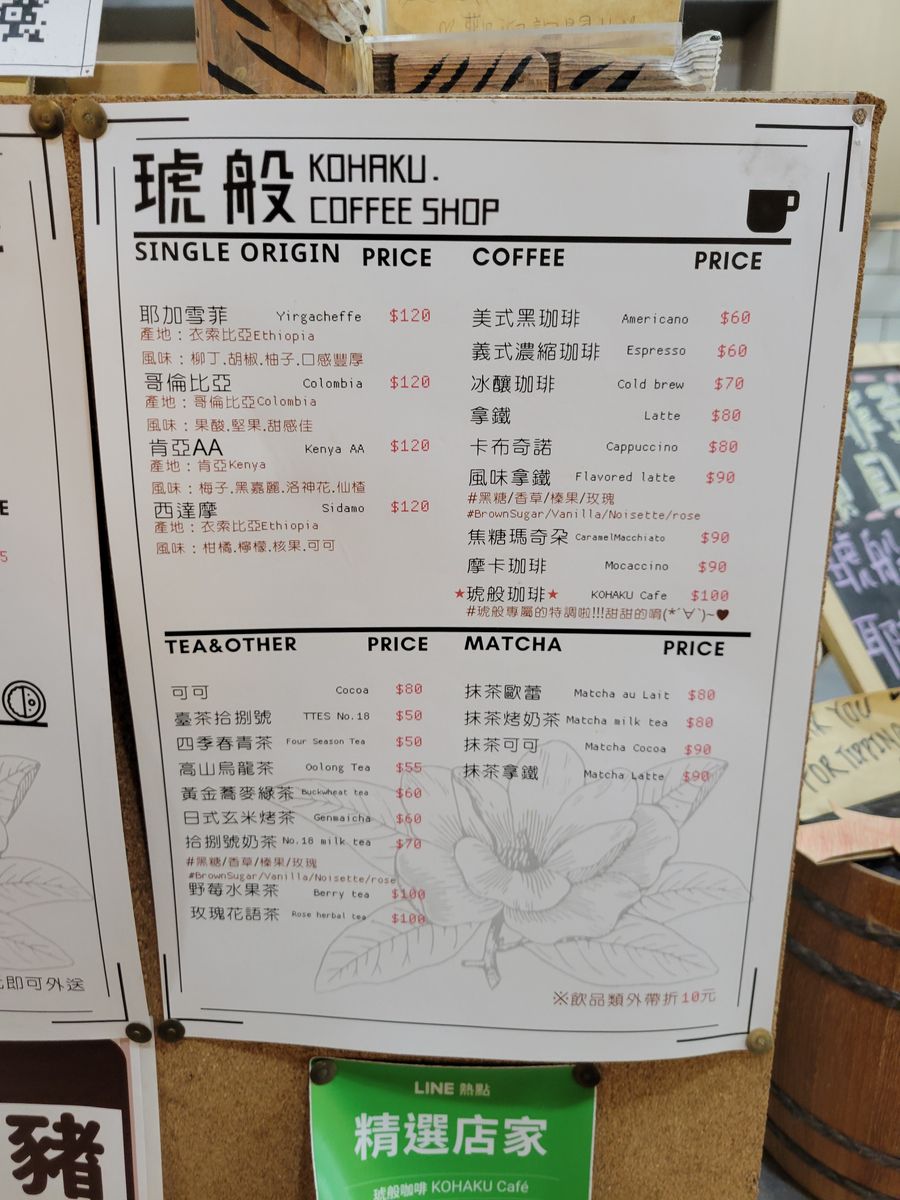 琥般 KOHAKU.
COFFEE SHOP
SINGLE ORIGIN PRICE
耶加雪菲 Yirgacheffe $120
產地：衣索比亞Ethiopia
風味：柳丁.胡椒.柚子.口感豐厚
哥倫比亞 Colombia $120
產地：哥倫比亞Colombia
風味：果酸.堅果.甜感佳
肯亞AA Kenya AA $120
產地：肯亞Kenya
風味：梅子.黑嘉麗.洛神花.仙楂
西達摩 Sidamo $120
產地：衣索比亞Ethiopia
風味：柑橘.檸檬.核果.可可
COFFEE PRICE
美式黑珈琲 Americano $60
義式濃縮珈琲 Espresso $60
冰釀珈琲 Cold brew $70
拿鐵 Latte $80
卡布奇諾 Cappuccino $80
風味拿鐵 Flavored latte $90
#黑糖/香草/榛果/玫瑰
#BrownSugar/Vanilla/Noisette/rose
焦糖瑪奇朵 CaramelMacchiato $90
摩卡珈琲 Mocaccino $90
★琥般珈琲★ KOHAKU Cafe $100
#琥般專屬的特調啦!!!甜甜的唷(*ˊ∀ˋ)~♥
TEA&OTHER PRICE
可可 Cocoa $80
臺茶拾捌號 TTES No.18 $50
四季春青茶 Four Season Tea $50
高山烏龍茶 Oolong Tea $55
黃金蕎麥綠茶 Buckwheat tea $60
日式玄米烤茶 Genmaicha $60
拾捌號奶茶 No.18 milk tea $70
#黑糖/香草/榛果/玫瑰
#BrownSugar/Vanilla/Noisette/rose
野莓水果茶 Berry tea $100
玫瑰花語茶 Rose herbal tea $100
MATCHA PRICE
抹茶歐蕾 Matcha au Lait $80
抹茶烤奶茶 Matcha milk tea $80
抹茶可可 Matcha Cocoa $90
抹茶拿鐵 Matcha Latte $90
※飲品類外帶折10元
即可外送
豬
LINE 熱點
精選店家
琥般咖啡 KOHAKU Café
YOU
FOR TIPPING